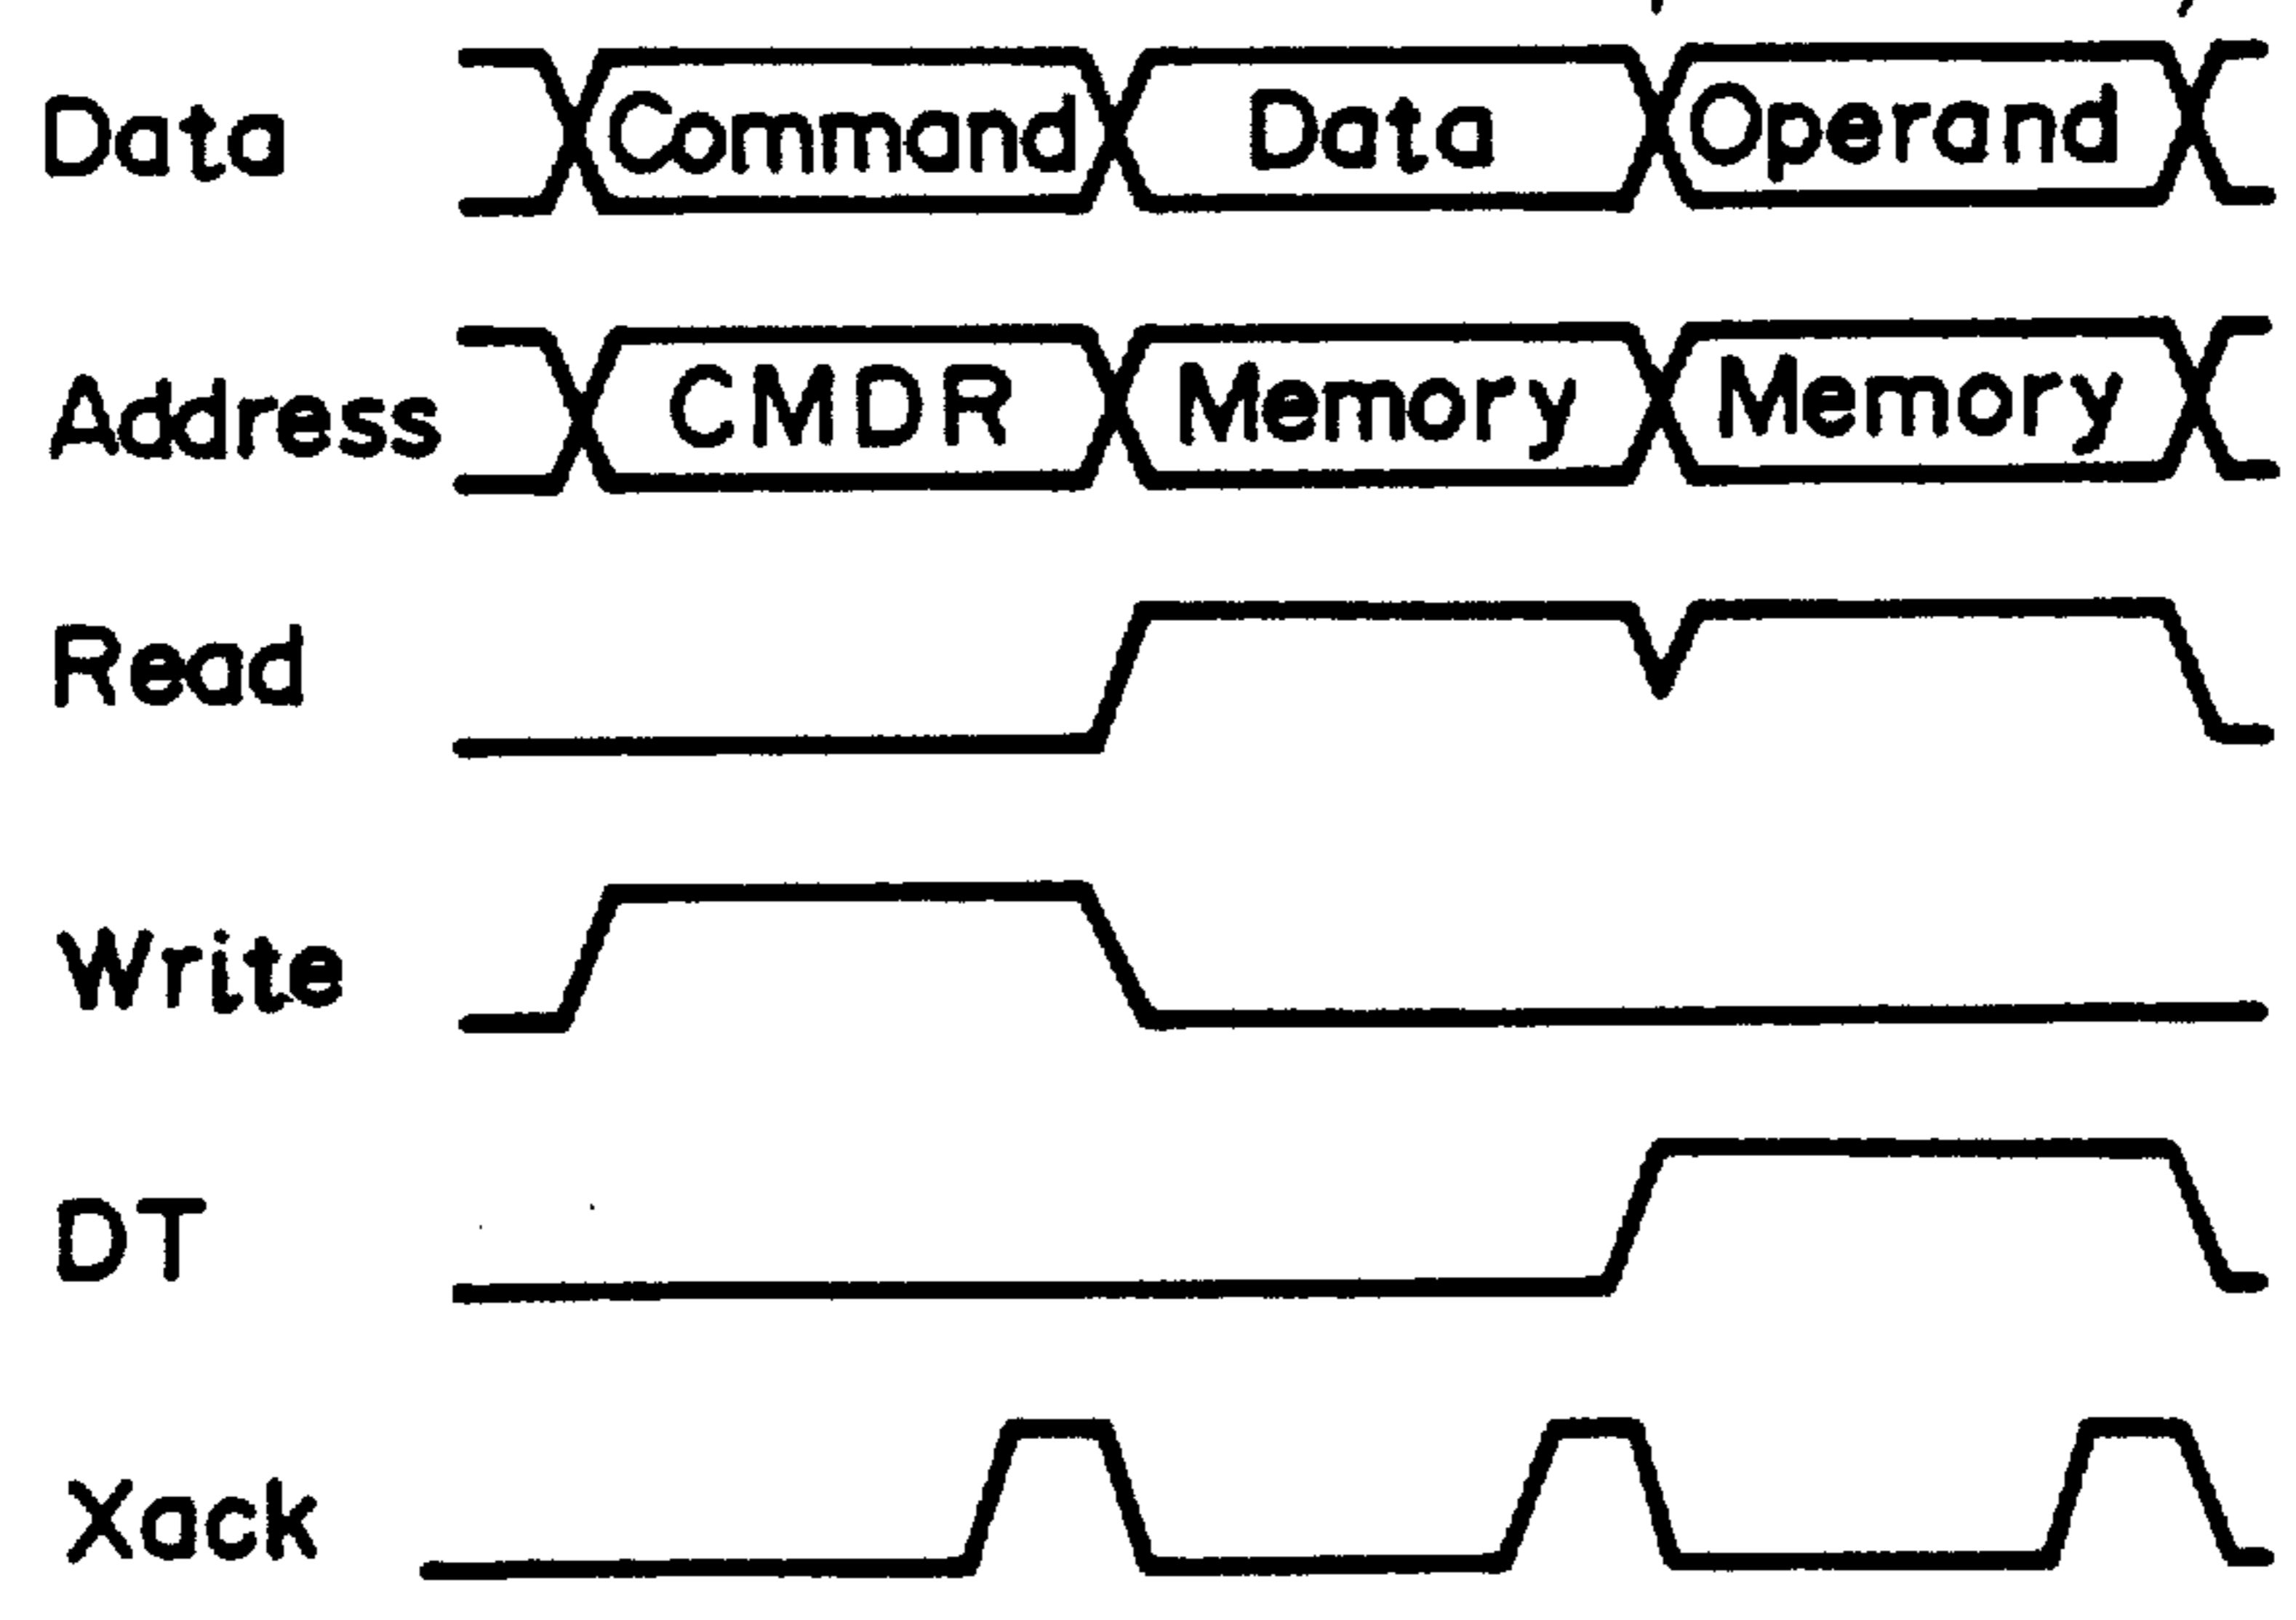 Data Command Data Operand
Address CMDR Memory Memory
Read
Write
DT
Xack